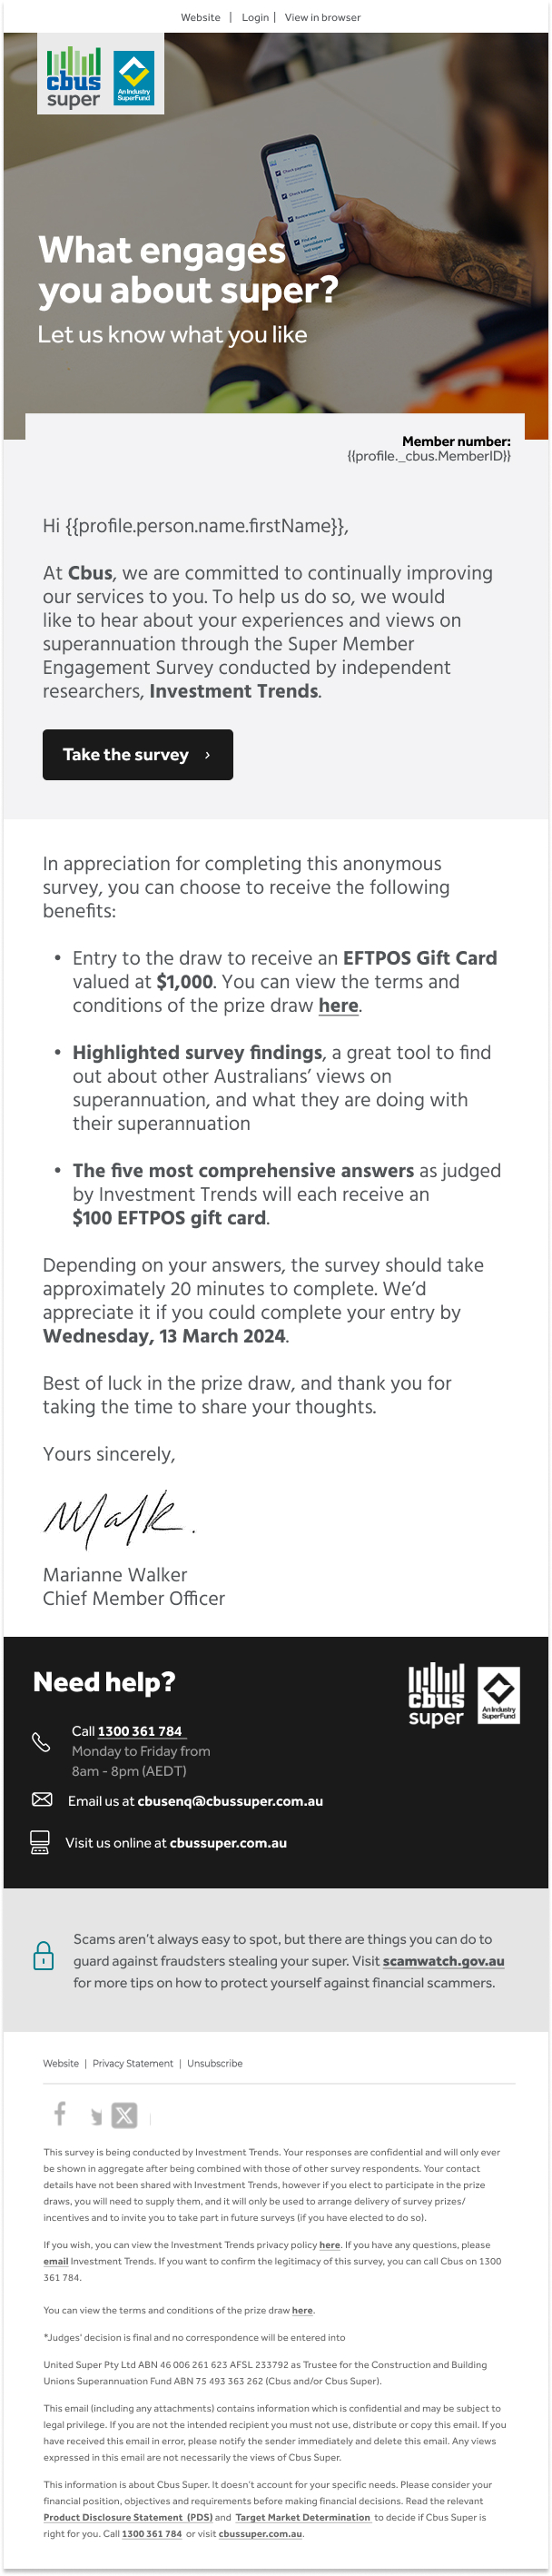 Website | Login | View in browser
cbus
super
An Industry
SuperFund
Check payments
Check balance
Review insurance
What engages
you about super?
Let us know what you like
Member number:
{{profile._cbus.MemberID}}
Hi {{profile.person.name.firstName}},
At Cbus, we are committed to continually improving
our services to you. To help us do so, we would
like to hear about your experiences and views on
superannuation through the Super Member
Engagement Survey conducted by independent
researchers, Investment Trends.
Take the survey ›
In appreciation for completing this anonymous
survey, you can choose to receive the following
benefits:
• Entry to the draw to receive an EFTPOS Gift Card
valued at $1,000. You can view the terms and
conditions of the prize draw here.
• Highlighted survey findings, a great tool to find
out about other Australians’ views on
superannuation, and what they are doing with
their superannuation
• The five most comprehensive answers as judged
by Investment Trends will each receive an
$100 EFTPOS gift card.
Depending on your answers, the survey should take
approximately 20 minutes to complete. We’d
appreciate it if you could complete your entry by
Wednesday, 13 March 2024.
Best of luck in the prize draw, and thank you for
taking the time to share your thoughts.
Yours sincerely,
Marianne Walker
Chief Member Officer
Need help?
cbus
super
An Industry
SuperFund
Call 1300 361 784
Monday to Friday from
8am - 8pm (AEDT)
Email us at cbusenq@cbussuper.com.au
Visit us online at cbussuper.com.au
Scams aren’t always easy to spot, but there are things you can do to
guard against fraudsters stealing your super. Visit scamwatch.gov.au
for more tips on how to protect yourself against financial scammers.
Website | Privacy Statement | Unsubscribe
This survey is being conducted by Investment Trends. Your responses are confidential and will only ever
be shown in aggregate after being combined with those of other survey respondents. Your contact
details have not been shared with Investment Trends, however if you elect to participate in the prize
draws, you will need to supply them, and it will only be used to arrange delivery of survey prizes/
incentives and to invite you to take part in future surveys (if you have elected to do so).
If you wish, you can view the Investment Trends privacy policy here. If you have any questions, please
email Investment Trends. If you want to confirm the legitimacy of this survey, you can call Cbus on 1300
361 784.
You can view the terms and conditions of the prize draw here.
*Judges' decision is final and no correspondence will be entered into
United Super Pty Ltd ABN 46 006 261 623 AFSL 233792 as Trustee for the Construction and Building
Unions Superannuation Fund ABN 75 493 363 262 (Cbus and/or Cbus Super).
This email (including any attachments) contains information which is confidential and may be subject to
legal privilege. If you are not the intended recipient you must not use, distribute or copy this email. If you
have received this email in error, please notify the sender immediately and delete this email. Any views
expressed in this email are not necessarily the views of Cbus Super.
This information is about Cbus Super. It doesn't account for your specific needs. Please consider your
financial position, objectives and requirements before making financial decisions. Read the relevant
Product Disclosure Statement (PDS) and Target Market Determination to decide if Cbus Super is
right for you. Call 1300 361 784 or visit cbussuper.com.au.